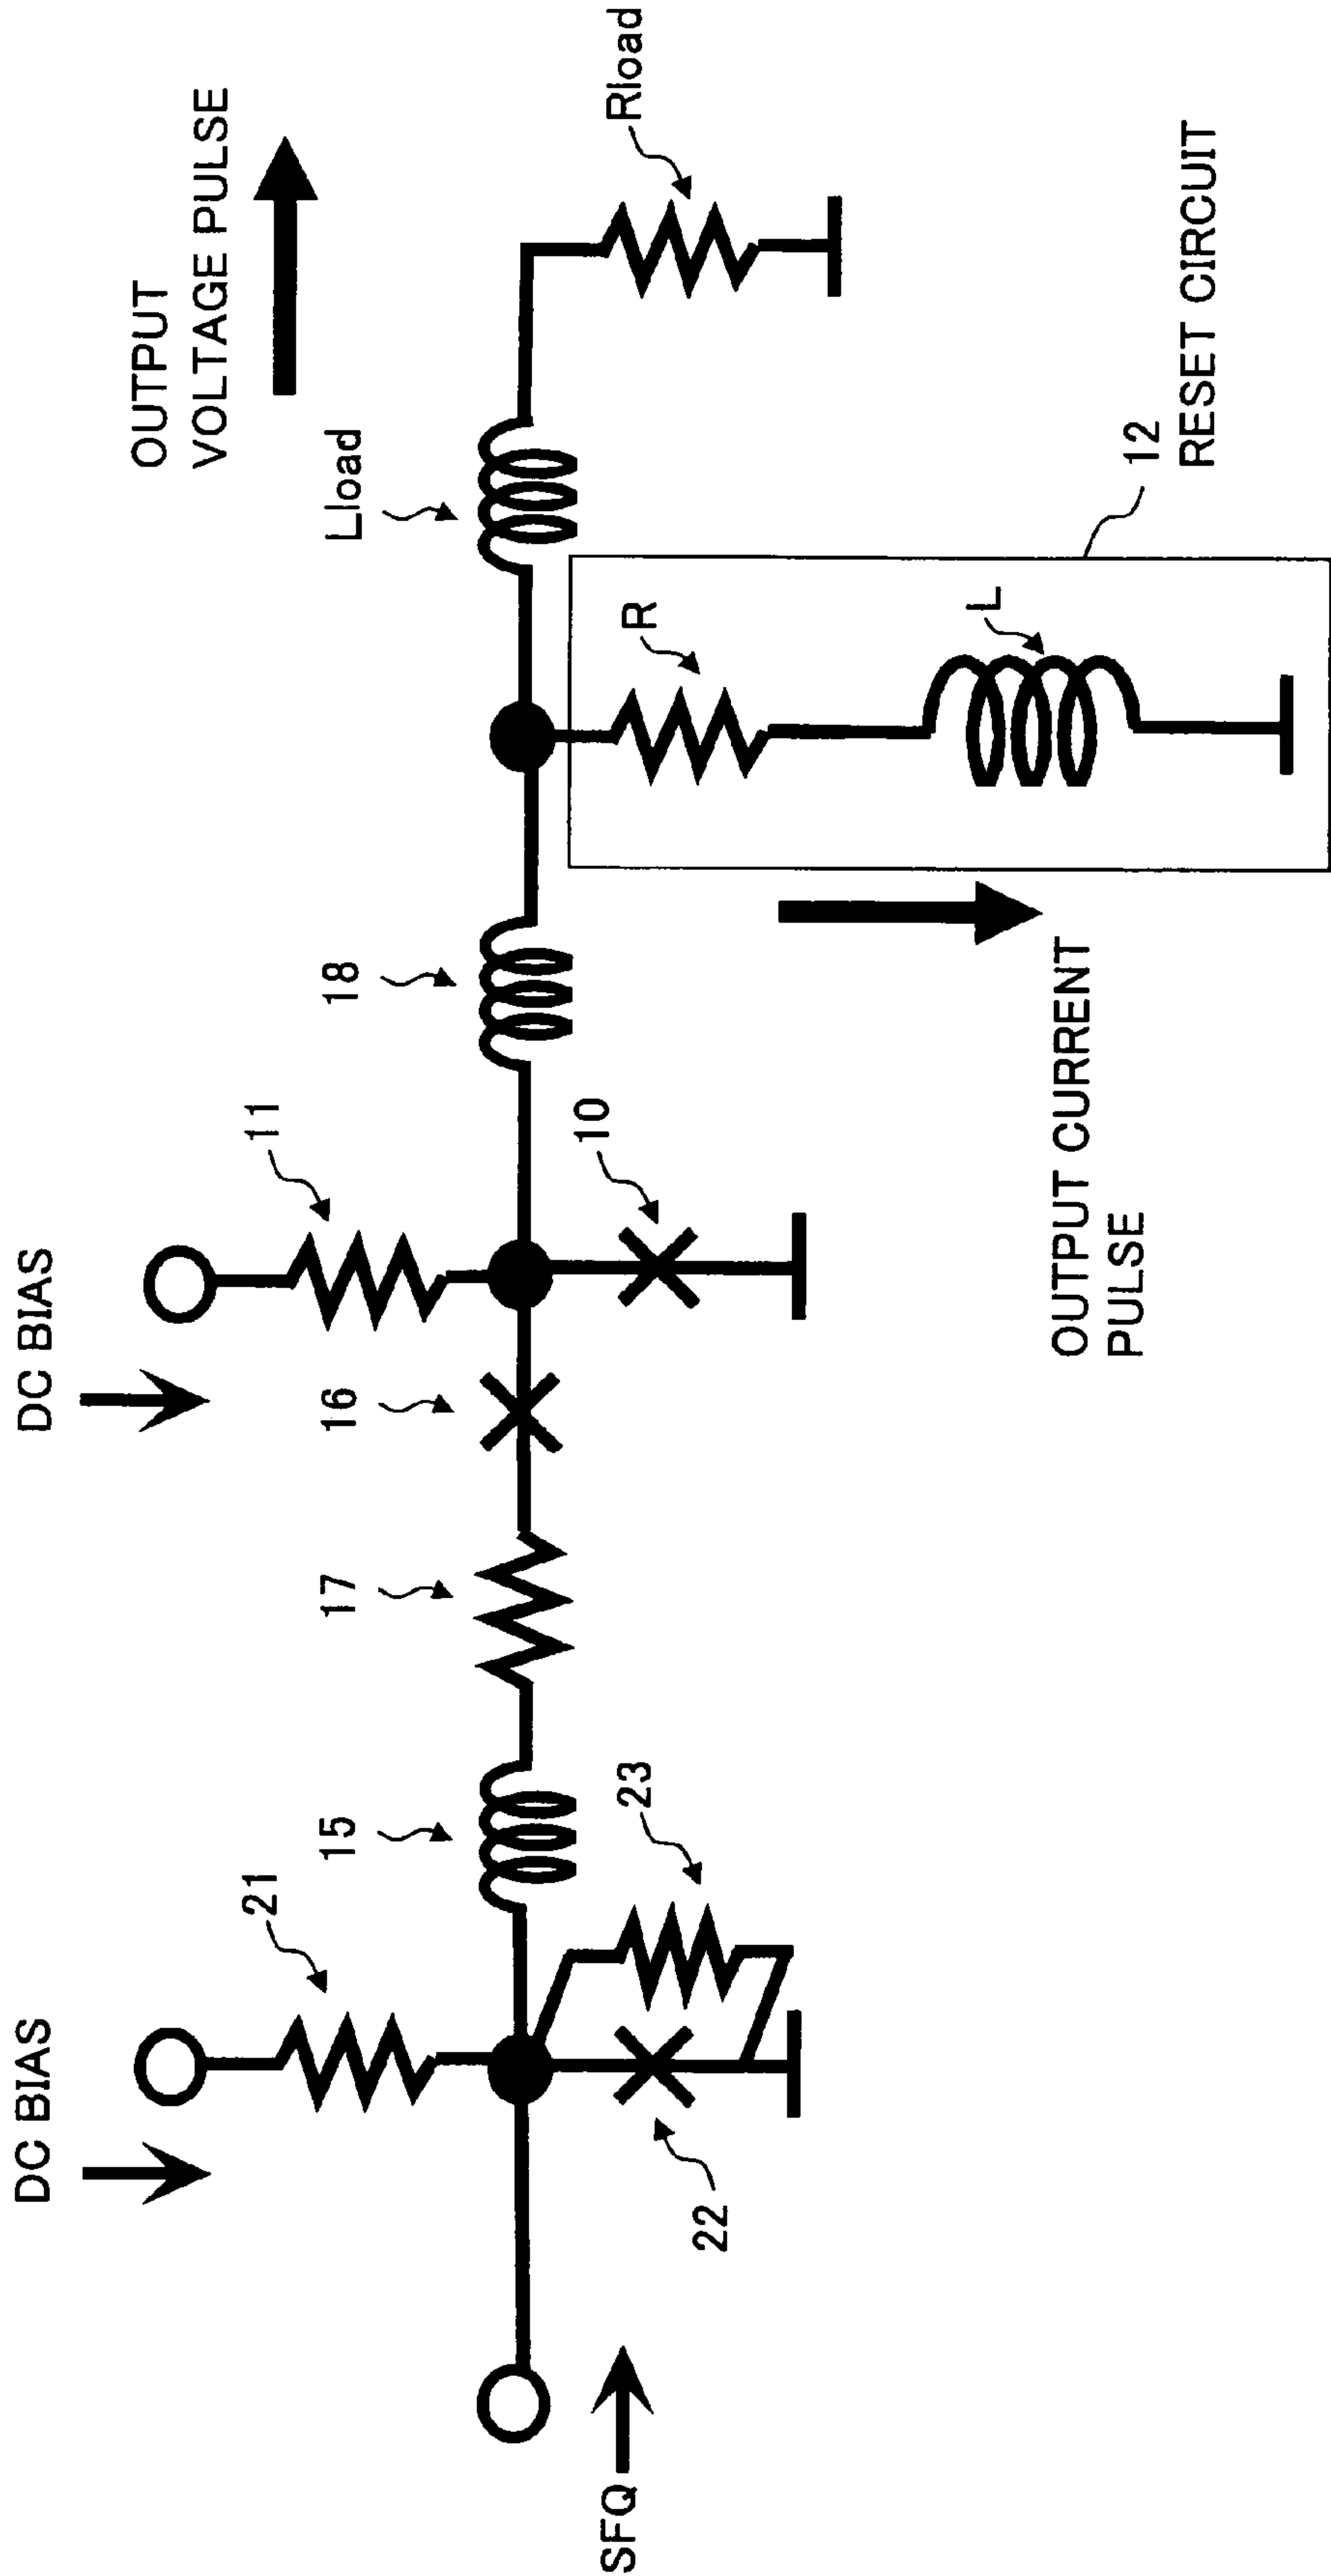 DC BIAS
DC BIAS
OUTPUT
VOLTAGE PULSE
21
15
17
16
11
18
Lload
SFQ
22
23
10
R
L
Rload
OUTPUT CURRENT
PULSE
12
RESET CIRCUIT